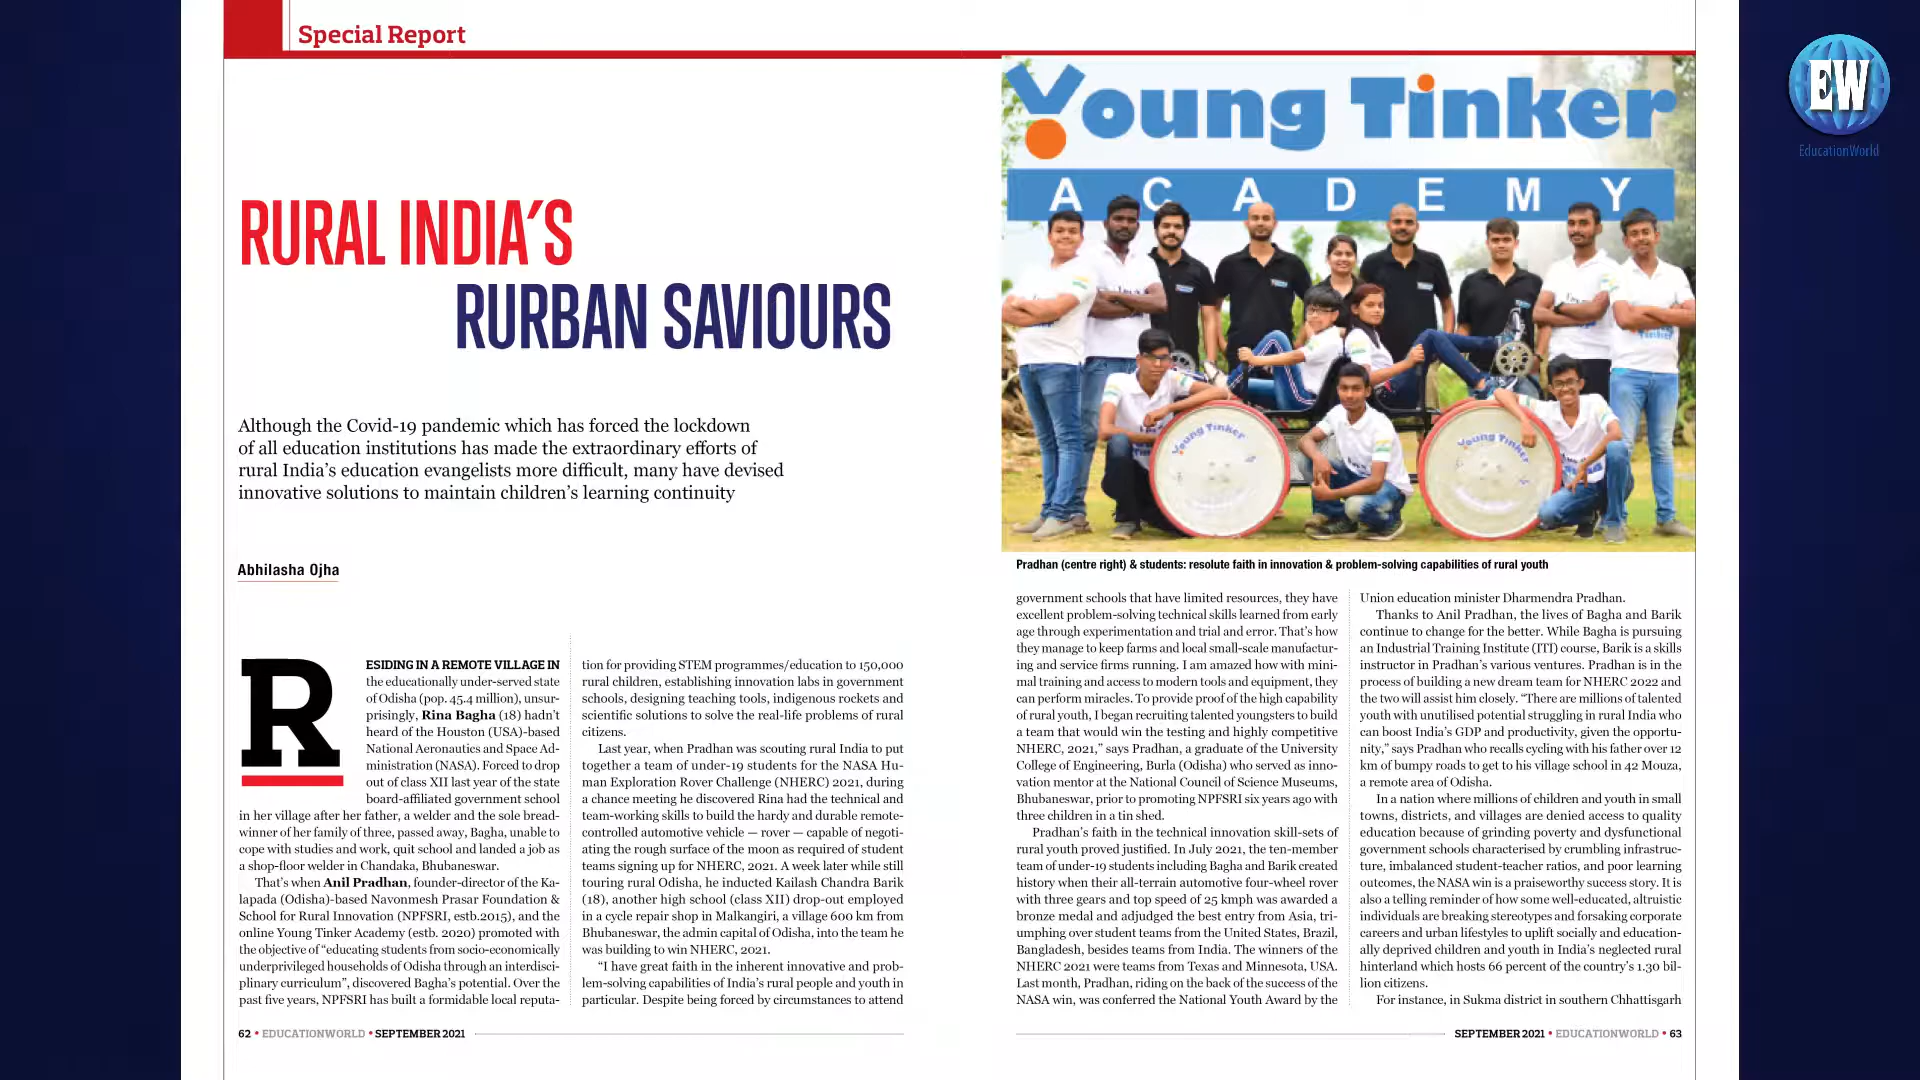 Special Report
RURAL INDIA'S
RURBAN SAVIOURS
Although the Covid-19 pandemic which has forced the lockdown
of all education institutions has made the extraordinary efforts of
rural India's education evangelists more difficult, many have devised
innovative solutions to maintain children's learning continuity
Abhilasha Ojha
RESIDING IN A REMOTE VILLAGE IN
the educationally under-served state
of Odisha (pop. 45.4 million), unsur-
prisingly, Rina Bagha (18) hadn't
heard of the Houston (USA)-based
National Aeronautics and Space Ad-
ministration (NASA). Forced to drop
out of class XII last year of the state
board-affiliated government school
in her village after her father, a welder and the sole bread-
winner of her family of three, passed away, Bagha, unable to
cope with studies and work, quit school and landed a job as
a shop-floor welder in Chandaka, Bhubaneswar.
That's when Anil Pradhan, founder-director of the Ka-
lapada (Odisha)-based Navonmesh Prasar Foundation &
School for Rural Innovation (NPFSRI, estb.2015), and the
online Young Tinker Academy (estb. 2020) promoted with
the objective of "educating students from socio-economically
underprivileged households of Odisha through an interdisci-
plinary curriculum", discovered Bagha's potential. Over the
past five years, NPFSRI has built a formidable local reputa-
tion for providing STEM programmes/education to 150,000
rural children, establishing innovation labs in government
schools, designing teaching tools, indigenous rockets and
scientific solutions to solve the real-life problems of rural
citizens.
Last year, when Pradhan was scouting rural India to put
together a team of under-19 students for the NASA Hu-
man Exploration Rover Challenge (NHERC) 2021, during
a chance meeting he discovered Rina had the technical and
team-working skills to build the hardy and durable remote-
controlled automotive vehicle — rover — capable of negoti-
ating the rough surface of the moon as required of student
teams signing up for NHERC, 2021. A week later while still
touring rural Odisha, he inducted Kailash Chandra Barik
(18), another high school (class XII) drop-out employed
in a cycle repair shop in Malkangiri, a village 600 km from
Bhubaneswar, the admin capital of Odisha, into the team he
was building to win NHERC, 2021.
"I have great faith in the inherent innovative and prob-
lem-solving capabilities of India's rural people and youth in
particular. Despite being forced by circumstances to attend
62 • EDUCATIONWORLD • SEPTEMBER 2021
Young Tinker
ACADEMY
Young Tinker
Young Tinker
Pradhan (centre right) & students: resolute faith in innovation & problem-solving capabilities of rural youth
government schools that have limited resources, they have
excellent problem-solving technical skills learned from early
age through experimentation and trial and error. That's how
they manage to keep farms and local small-scale manufactur-
ing and service firms running. I am amazed how with mini-
mal training and access to modern tools and equipment, they
can perform miracles. To provide proof of the high capability
of rural youth, I began recruiting talented youngsters to build
a team that would win the testing and highly competitive
NHERC, 2021," says Pradhan, a graduate of the University
College of Engineering, Burla (Odisha) who served as inno-
vation mentor at the National Council of Science Museums,
Bhubaneswar, prior to promoting NPFSRI six years ago with
three children in a tin shed.
Pradhan's faith in the technical innovation skill-sets of
rural youth proved justified. In July 2021, the ten-member
team of under-19 students including Bagha and Barik created
history when their all-terrain automotive four-wheel rover
with three gears and top speed of 25 kmph was awarded a
bronze medal and adjudged the best entry from Asia, tri-
umphing over student teams from the United States, Brazil,
Bangladesh, besides teams from India. The winners of the
NHERC 2021 were teams from Texas and Minnesota, USA.
Last month, Pradhan, riding on the back of the success of the
NASA win, was conferred the National Youth Award by the
Union education minister Dharmendra Pradhan.
Thanks to Anil Pradhan, the lives of Bagha and Barik
continue to change for the better. While Bagha is pursuing
an Industrial Training Institute (ITI) course, Barik is a skills
instructor in Pradhan's various ventures. Pradhan is in the
process of building a new dream team for NHERC 2022 and
the two will assist him closely. "There are millions of talented
youth with unutilised potential struggling in rural India who
can boost India's GDP and productivity, given the opportu-
nity," says Pradhan who recalls cycling with his father over 12
km of bumpy roads to get to his village school in 42 Mouza,
a remote area of Odisha.
In a nation where millions of children and youth in small
towns, districts, and villages are denied access to quality
education because of grinding poverty and dysfunctional
government schools characterised by crumbling infrastruc-
ture, imbalanced student-teacher ratios, and poor learning
outcomes, the NASA win is a praiseworthy success story. It is
also a telling reminder of how some well-educated, altruistic
individuals are breaking stereotypes and forsaking corporate
careers and urban lifestyles to uplift socially and education-
ally deprived children and youth in India's neglected rural
hinterland which hosts 66 percent of the country's 1.30 bil-
lion citizens.
For instance, in Sukma district in southern Chhattisgarh
SEPTEMBER 2021 • EDUCATIONWORLD • 63
EW
EducationWorld